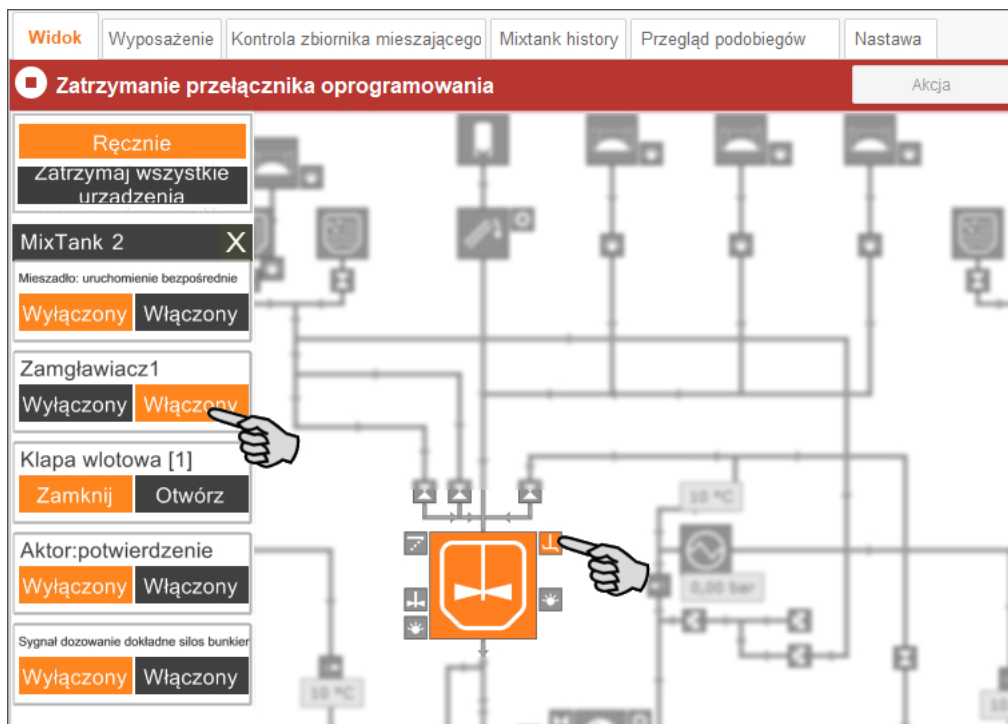 Widok
Wyposażenie
Kontrola zbiornika mieszającego
Mixtank history
Przegląd podobiegów
Nastawa
Zatrzymanie przełącznika oprogramowania
Akcja
Ręcznie
Zatrzymaj wszystkie
urzadzenia
MixTank 2
X
Mieszadło: uruchomienie bezpośrednie
Wyłączony Włączony
Zamgławiacz1
Wyłączony Włączony
Klapa wlotowa [1]
Zamknij Otwórz
Aktor:potwierdzenie
Wyłączony Włączony
Sygnał dozowanie dokładne silos bunkier
Wyłączony Włączony
10 °C
0,00 bar
10 °C
10